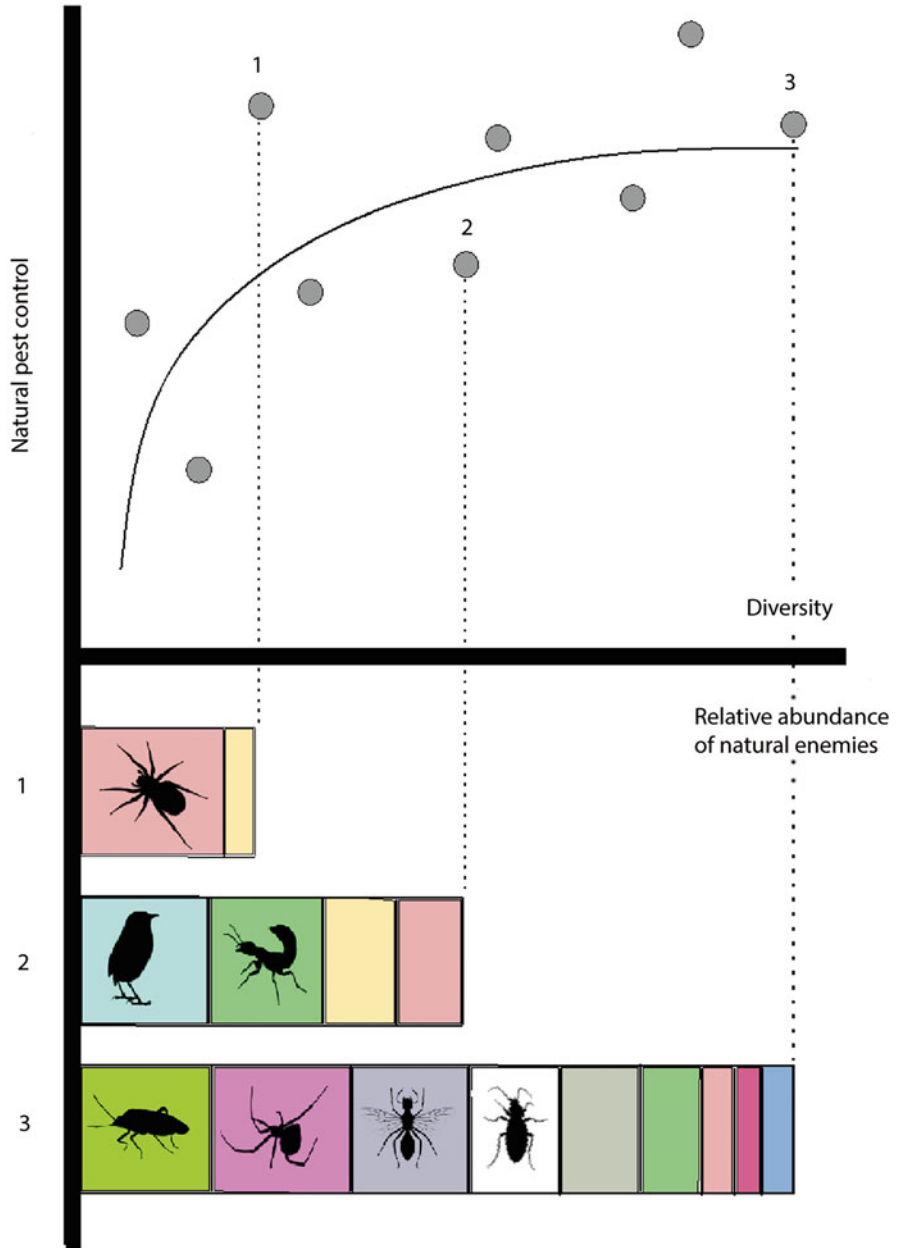 1
3
2
Natural pest control
Diversity
Relative abundance
of natural enemies
1
2
3